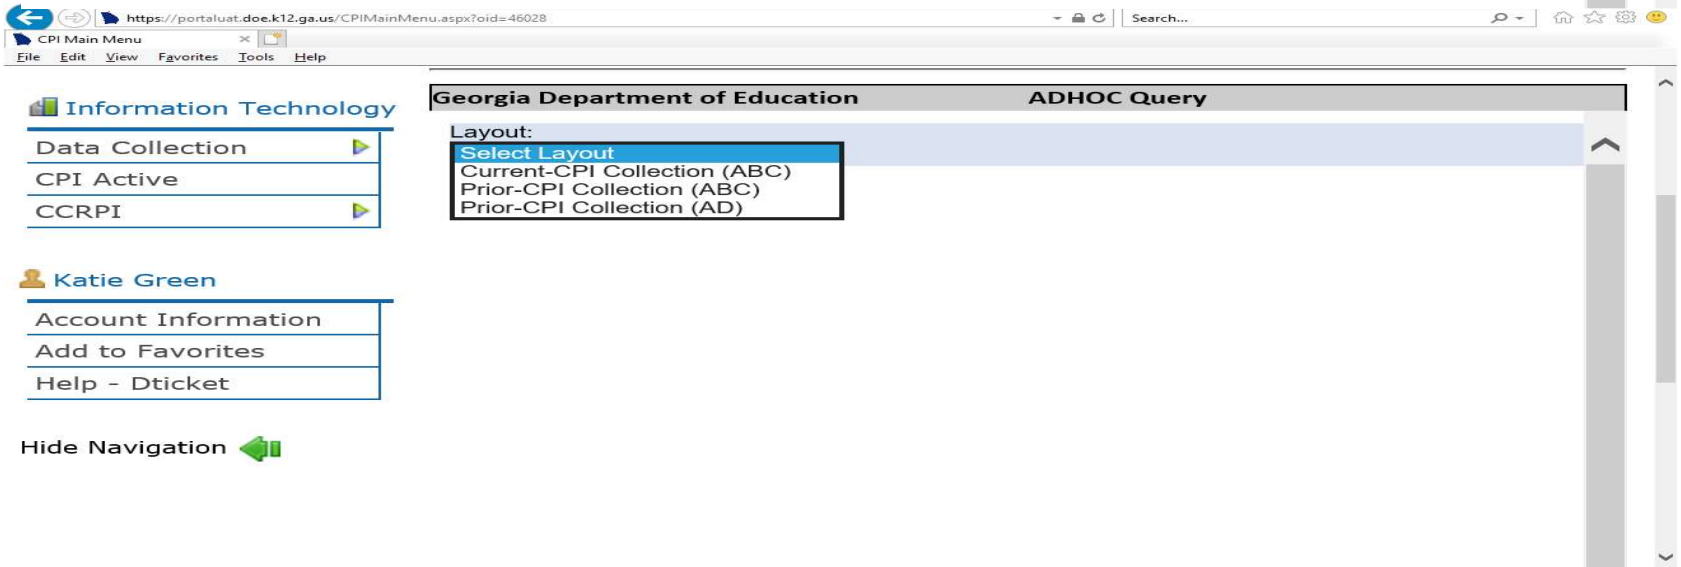 https://portaluat.doe.k12.ga.us/CPIMainMenu.aspx?oid=46028
Search...
CPI Main Menu
File Edit View Favorites Tools Help
Information Technology
Data Collection
CPI Active
CCRPI
Katie Green
Account Information
Add to Favorites
Help - Dticket
Hide Navigation
Georgia Department of Education ADHOC Query
Layout:
Select Layout
Current-CPI Collection (ABC)
Prior-CPI Collection (ABC)
Prior-CPI Collection (AD)